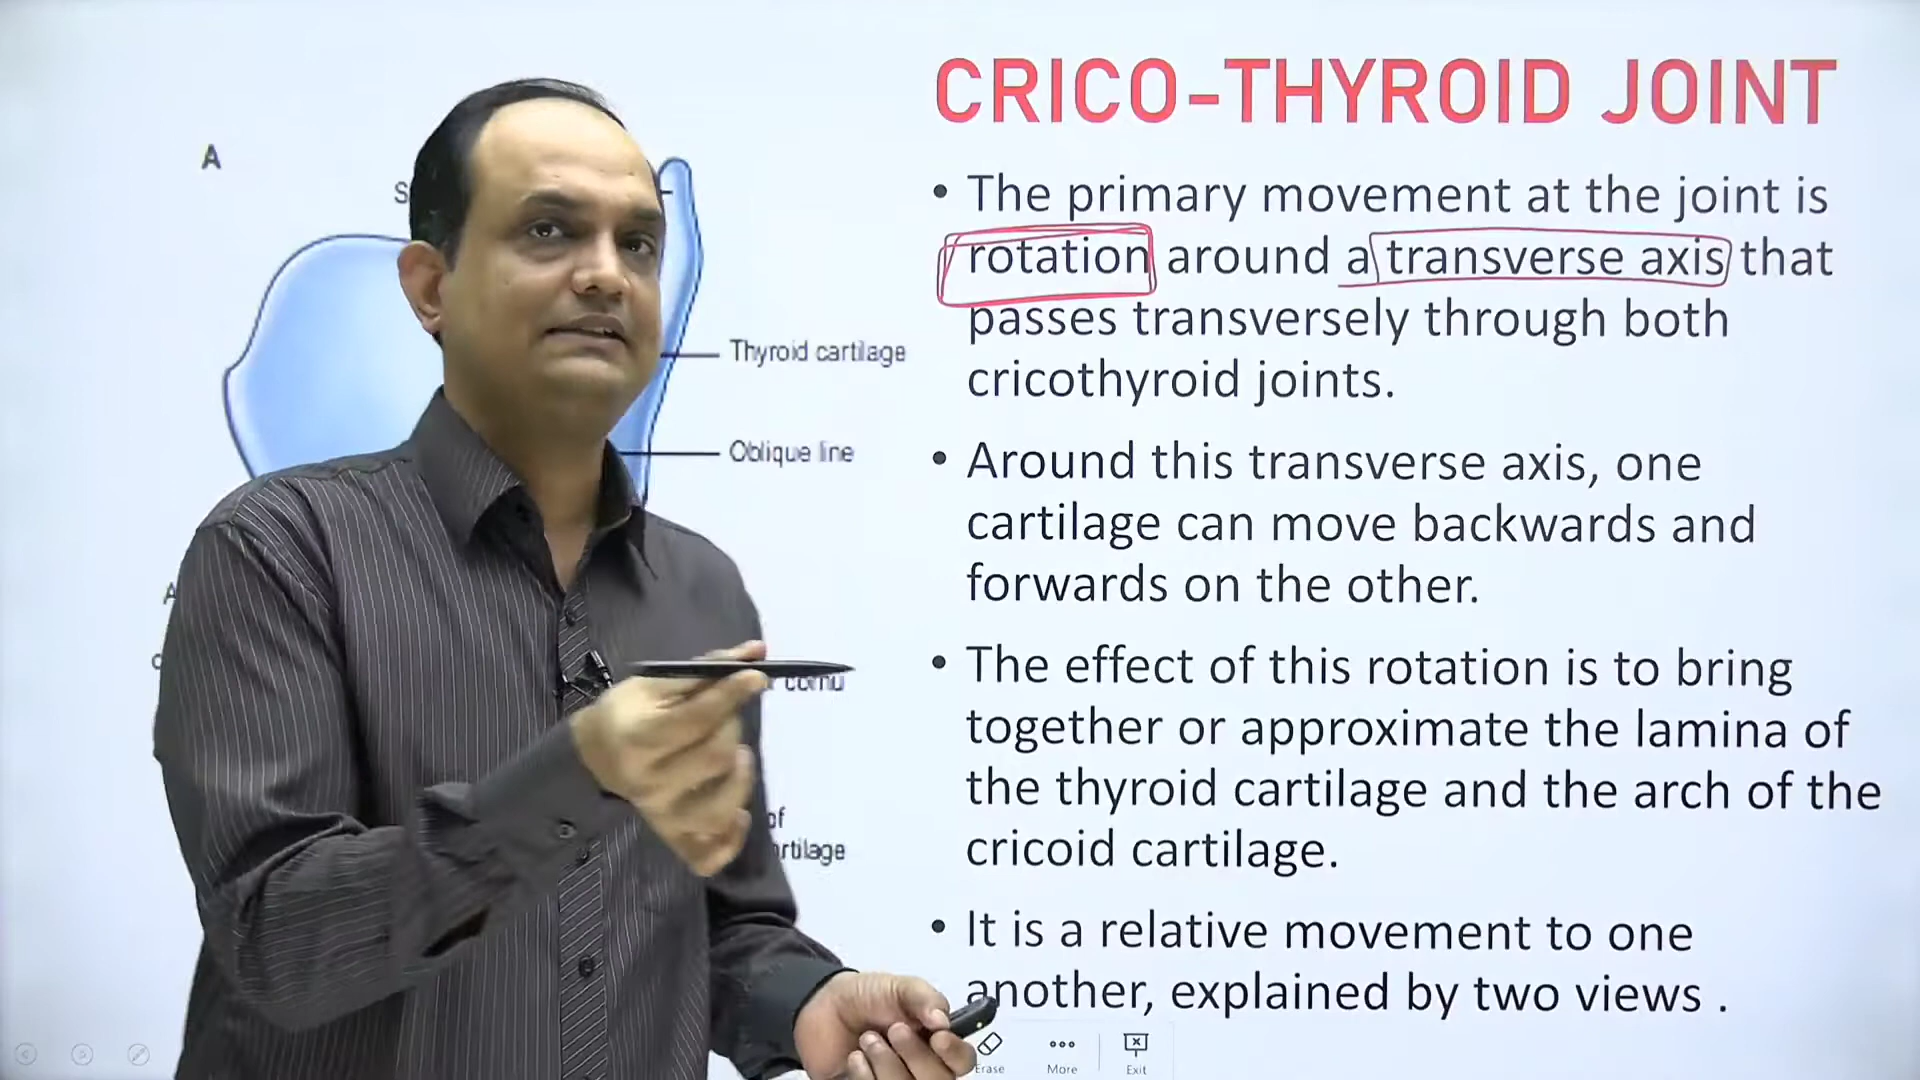 CRICO-THYROID JOINT
A
• The primary movement at the joint is
rotation around a transverse axis that
passes transversely through both
cricothyroid joints.
Thyroid cartilage
Oblique line
• Around this transverse axis, one
cartilage can move backwards and
forwards on the other.
cornu
• The effect of this rotation is to bring
together or approximate the lamina of
the thyroid cartilage and the arch of the
cricoid cartilage.
of
rtilage
• It is a relative movement to one
another, explained by two views .
Erase
More
Exit